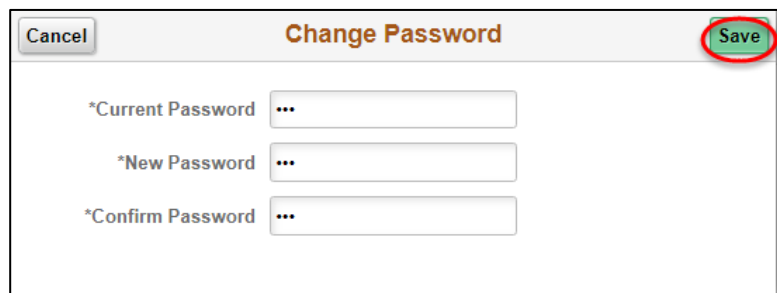 Cancel Change Password Save
*Current Password •••
*New Password •••
*Confirm Password •••